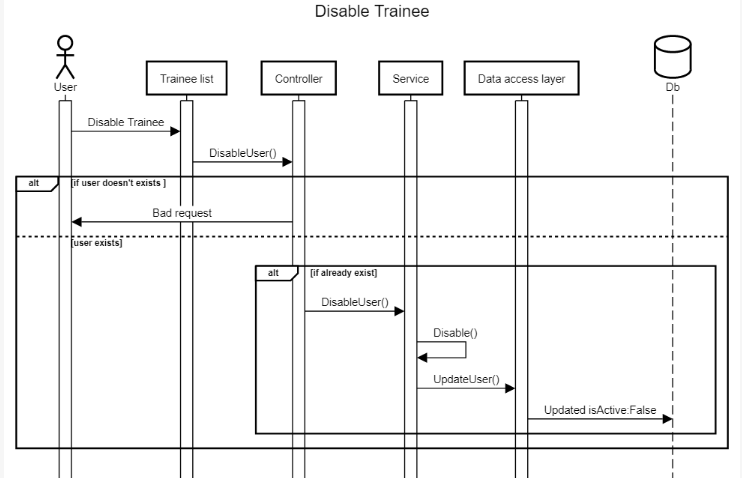 Disable Trainee
User
Trainee list
Controller
Service
Data access layer
Db
Disable Trainee
DisableUser()
alt
[if user doesn't exists ]
Bad request
[user exists]
alt
[if already exist]
DisableUser()
Disable()
UpdateUser()
Updated isActive:False